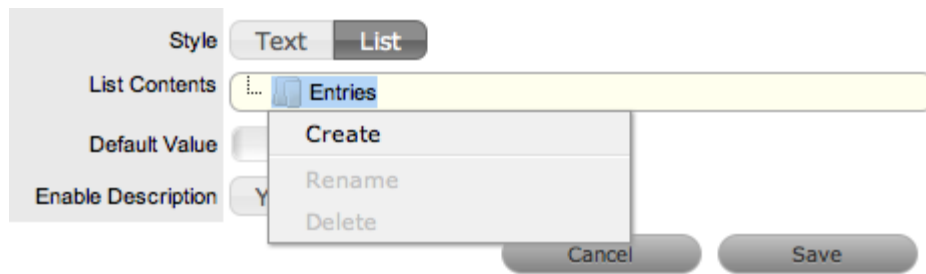 Style Text List
List Contents Entries
Create
Default Value
Rename
Enable Description Y
Delete
Cancel Save